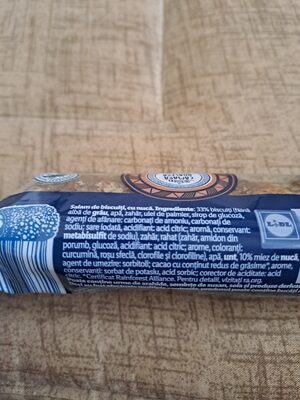 CĂMARA
LIDL
Salam de biscuiți, cu nucă. Ingrediente: 33% biscuiți (făină
albă de grâu, apă, zahăr, ulei de palmier, sirop de glucoză,
agenți de afânare: carbonați de amoniu, carbonați de
sodiu; sare iodată, acidifiant: acid citric; aromă, conservant:
metabisulfit de sodiu), zahăr, rahat (zahăr, amidon din
porumb, glucoză, acidifiant: acid citric; arome, coloranți:
curcumină, roșu sfeclă, clorofile și clorofiline), apă, unt, 10% miez de nucă,
agent de umezire: sorbitoli; cacao cu conținut redus de grăsime*, arome,
conservanți: sorbat de potasiu, acid sorbic; corector de aciditate: acid
citric. *Certificat Rainforest Alliance. Pentru detalii, vizitați ra.org.
Poate conține urme de arahide, semințe de susan, soia și produse